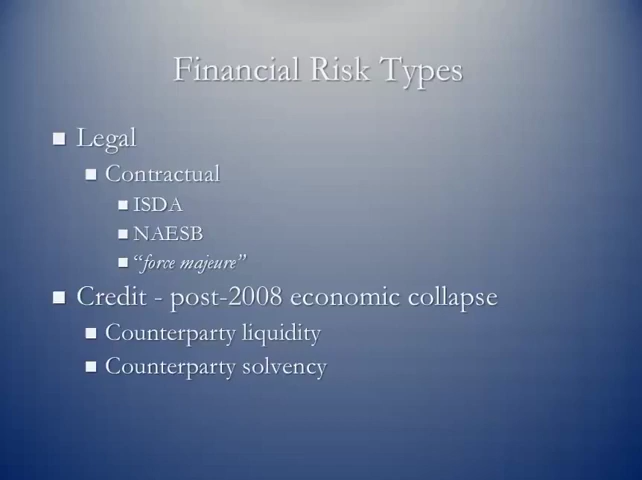 Financial Risk Types
Legal
Contractual
ISDA
NAESB
“force majeure”
Credit - post-2008 economic collapse
Counterparty liquidity
Counterparty solvency